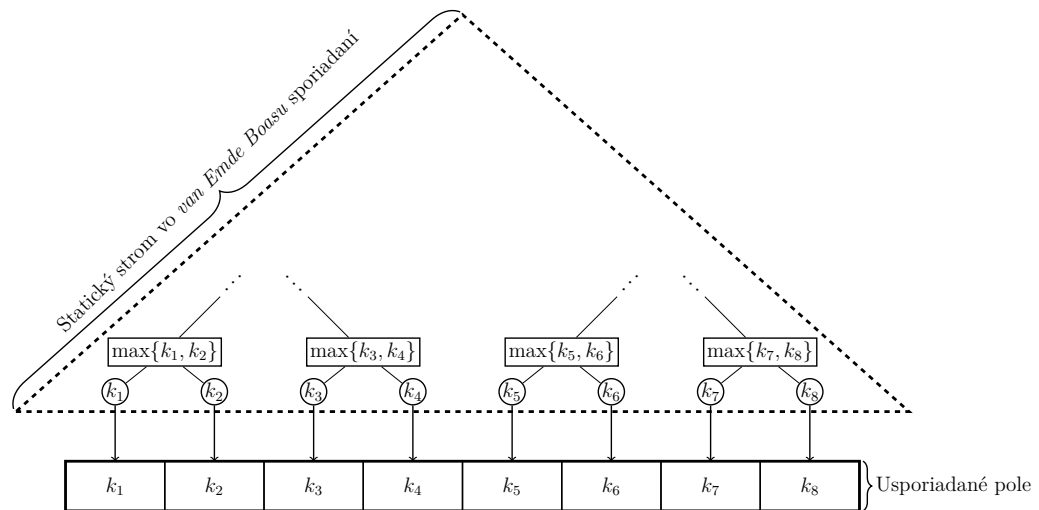 Statický strom vo van Emde Boasu sporiadaní
⋰ ⋱ ⋰ ⋱
max{k₁, k₂} max{k₃, k₄} max{k₅, k₆} max{k₇, k₈}
k₁ k₂ k₃ k₄ k₅ k₆ k₇ k₈
k₁ k₂ k₃ k₄ k₅ k₆ k₇ k₈
Usporiadané pole